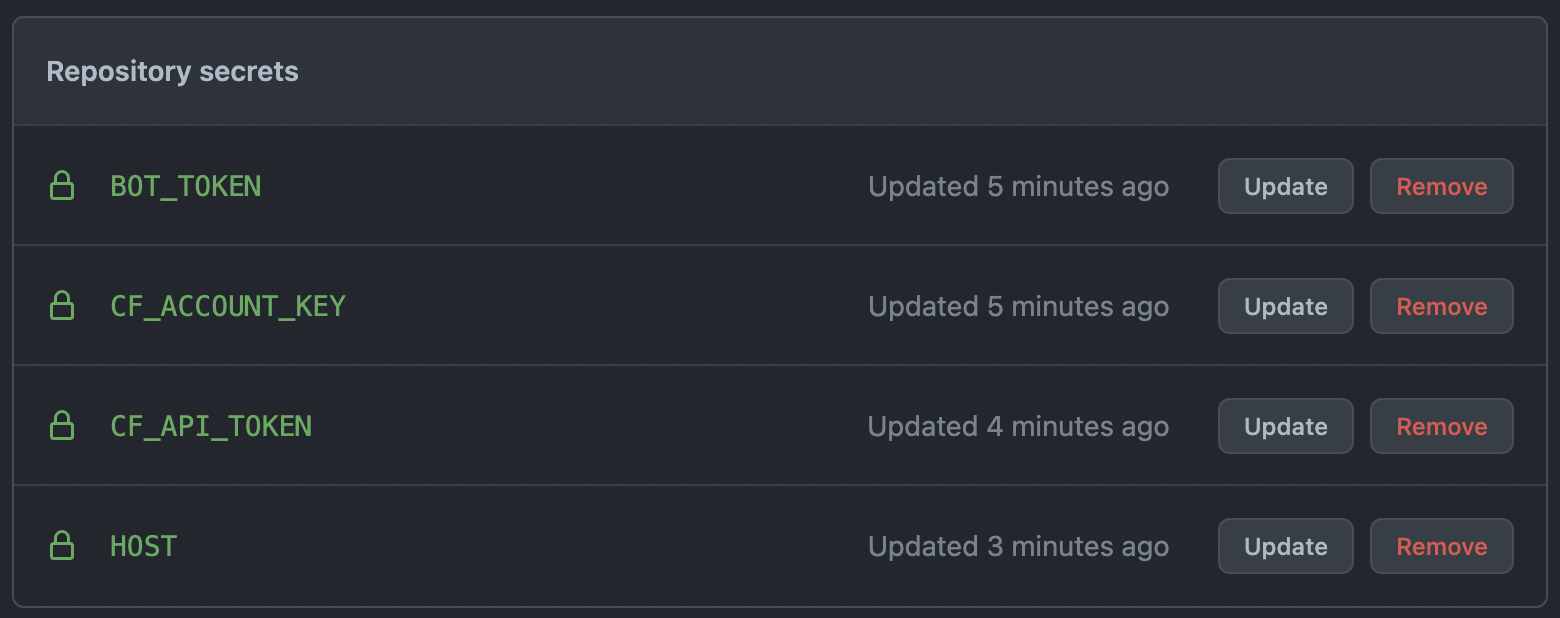 Repository secrets
BOT_TOKEN Updated 5 minutes ago Update Remove
CF_ACCOUNT_KEY Updated 5 minutes ago Update Remove
CF_API_TOKEN Updated 4 minutes ago Update Remove
HOST Updated 3 minutes ago Update Remove